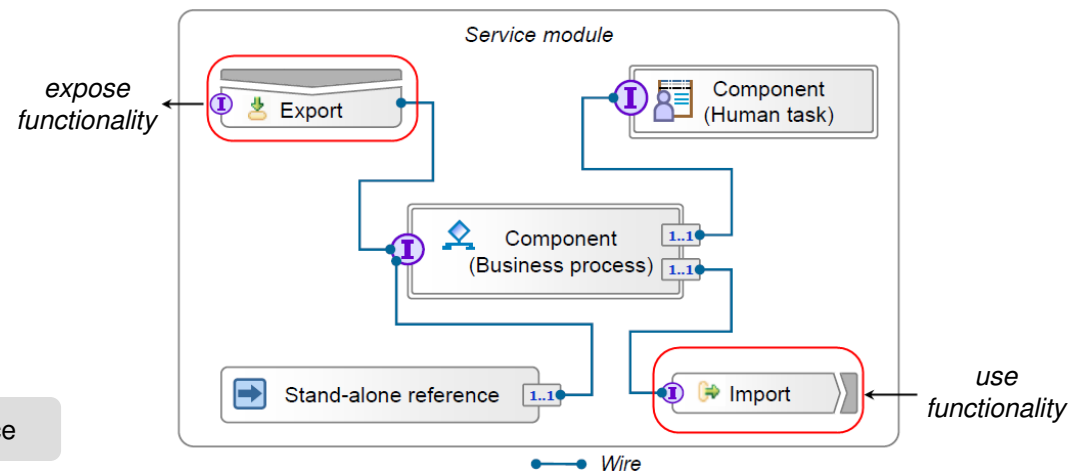 Service module
expose
functionality
I
Export
I
Component
(Human task)
I
Component
(Business process)
1..1
1..1
Stand-alone reference
1..1
I
Import
use
functionality
Wire